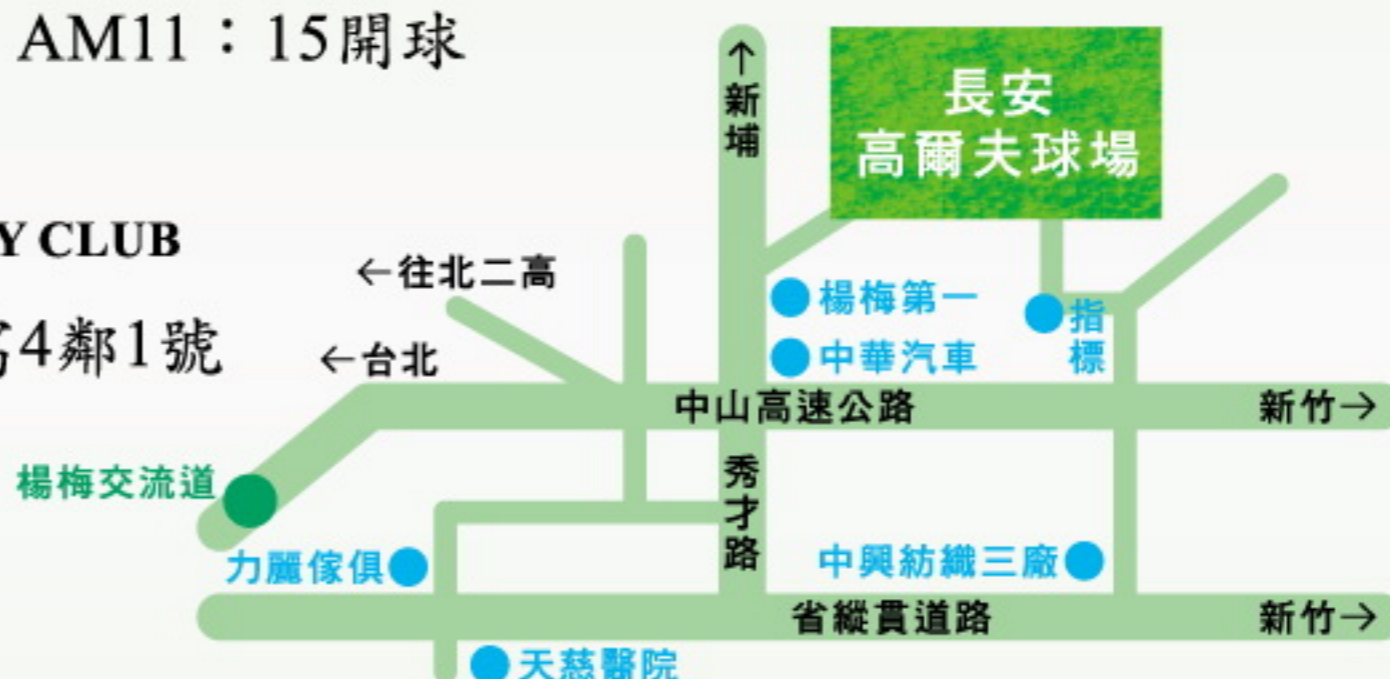 AM11：15開球
↑新埔
長安
高爾夫球場
Y CLUB
←往北二高
楊梅第一
指標
4鄰1號
←台北
中華汽車
中山高速公路
新竹→
楊梅交流道
秀才路
力麗傢俱
中興紡織三廠
省縱貫道路
新竹→
天慈醫院